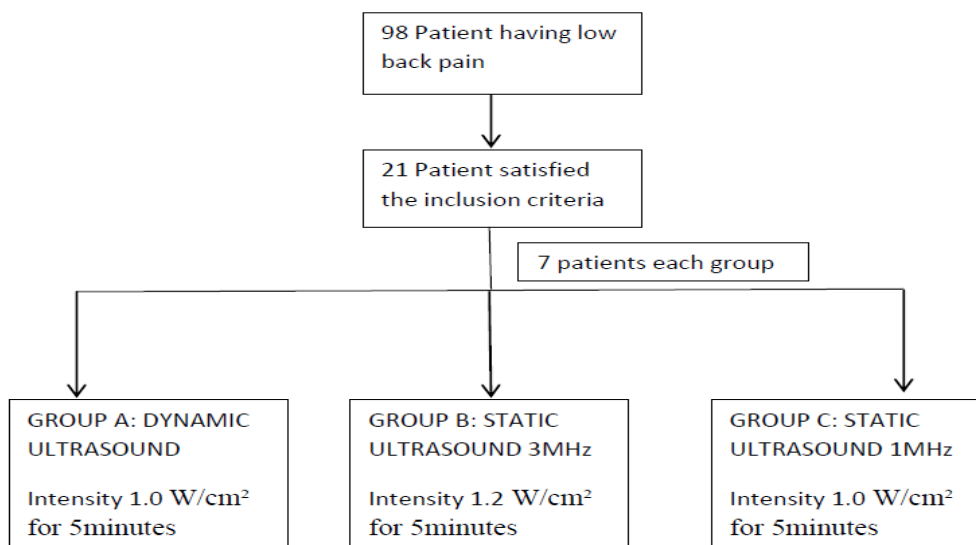 98 Patient having low
back pain
21 Patient satisfied
the inclusion criteria
7 patients each group
GROUP A: DYNAMIC
ULTRASOUND
Intensity 1.0 W/cm²
for 5minutes
GROUP B: STATIC
ULTRASOUND 3MHz
Intensity 1.2 W/cm²
for 5minutes
GROUP C: STATIC
ULTRASOUND 1MHz
Intensity 1.0 W/cm²
for 5minutes